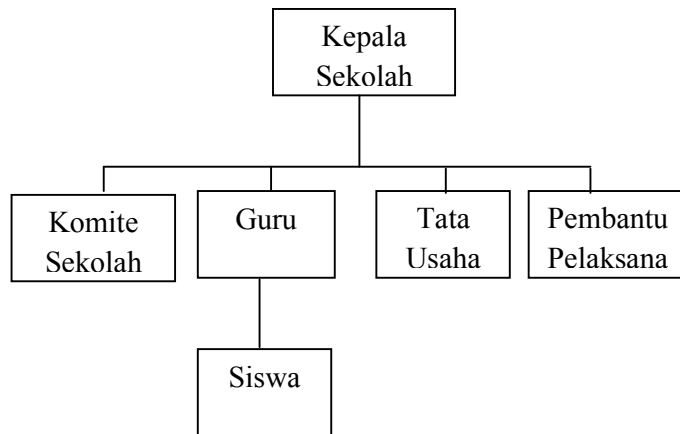 Kepala
Sekolah
Komite
Sekolah
Guru
Tata
Usaha
Pembantu
Pelaksana
Siswa